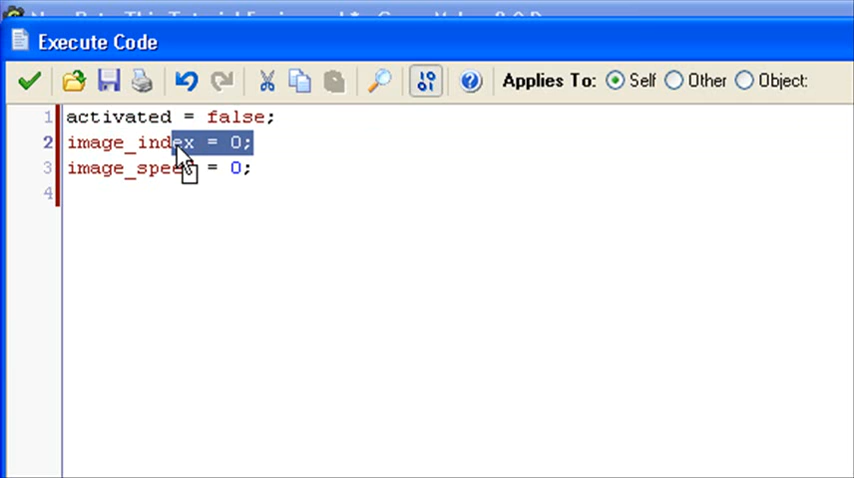 Execute Code
Applies To: Self Other Object:
1 activated = false;
2 image_index = 0;
3 image_speed = 0;
4